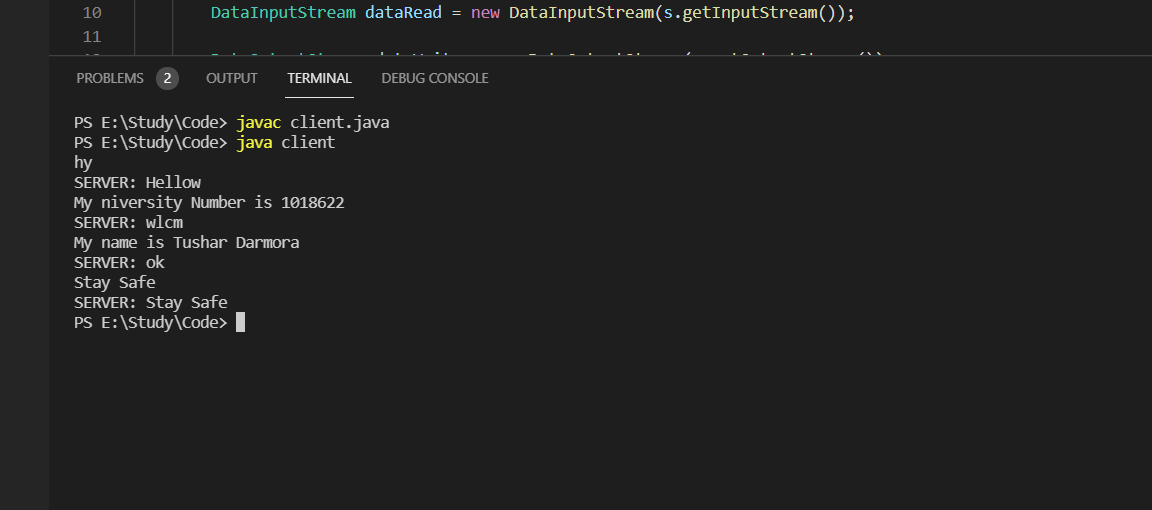 10 DataInputStream dataRead = new DataInputStream(s.getInputStream());
11
PROBLEMS 2 OUTPUT TERMINAL DEBUG CONSOLE
PS E:\Study\Code> javac client.java
PS E:\Study\Code> java client
hy
SERVER: Hellow
My niversity Number is 1018622
SERVER: wlcm
My name is Tushar Darmora
SERVER: ok
Stay Safe
SERVER: Stay Safe
PS E:\Study\Code>